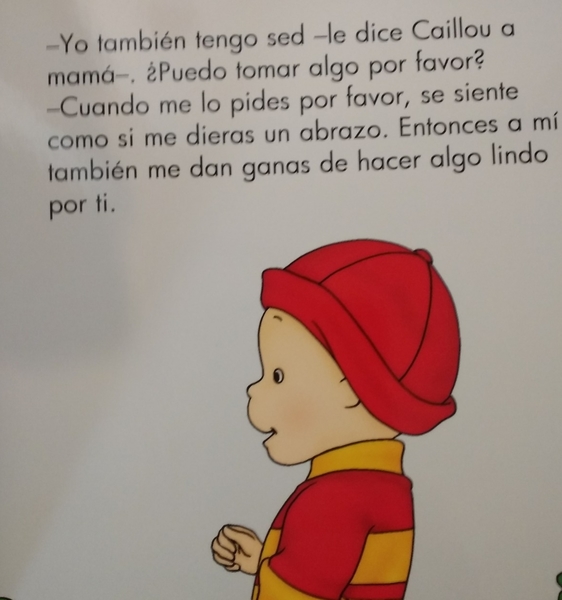 –Yo también tengo sed –le dice Caillou a
mamá–. ¿Puedo tomar algo por favor?
–Cuando me lo pides por favor, se siente
como si me dieras un abrazo. Entonces a mí
también me dan ganas de hacer algo lindo
por ti.